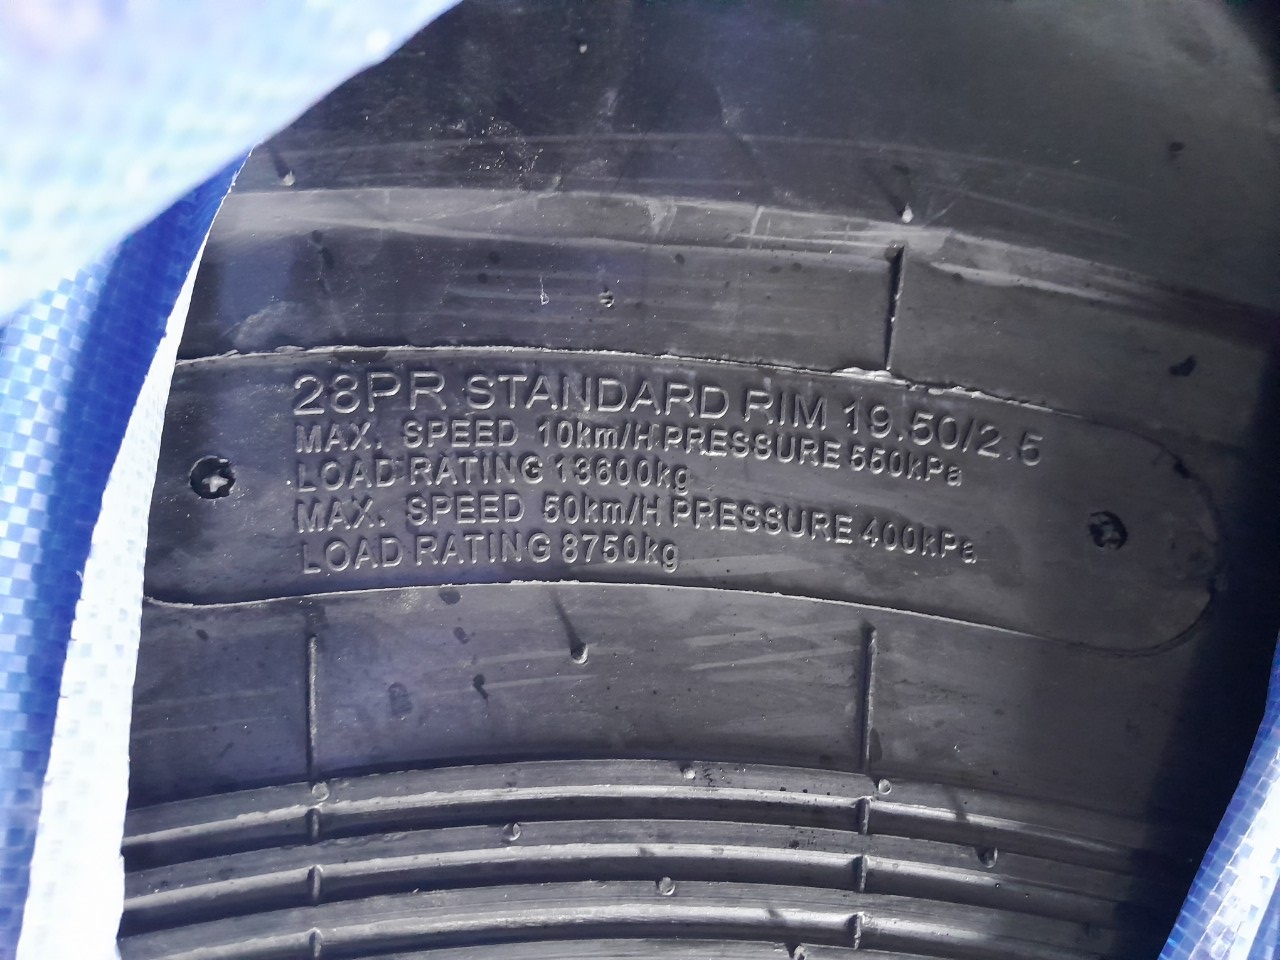 28PR STANDARD RIM 19.50/2.5
MAX. SPEED 10km/H PRESSURE 550kPa
LOAD RATING 13600kg
MAX. SPEED 50km/H PRESSURE 400kPa
LOAD RATING 8750kg